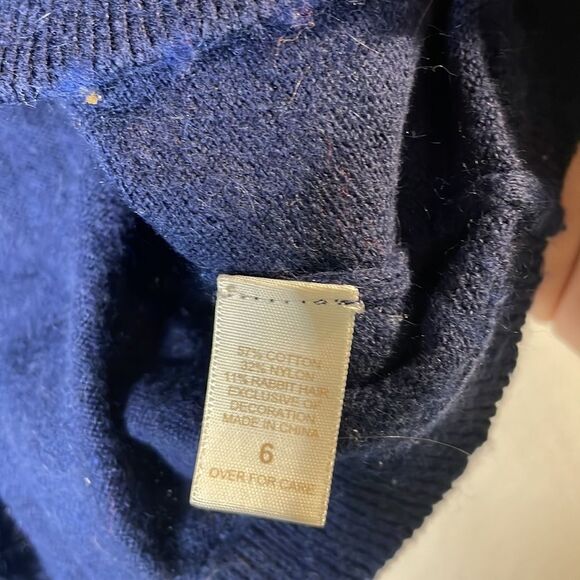 57% COTTON
32% NYLON
11% RABBIT HAIR
EXCLUSIVE OF
DECORATION
MADE IN CHINA
6
OVER FOR CARE